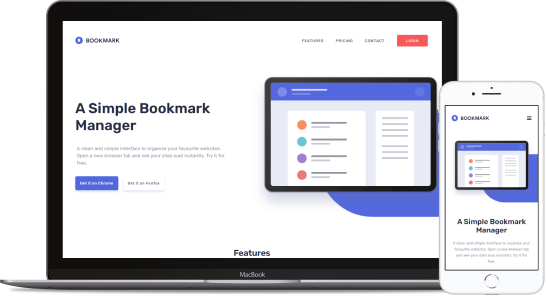 BOOKMARK
FEATURES PRICING CONTACT LOGIN
A Simple Bookmark
Manager
A clean and simple interface to organize your favourite websites.
Open a new browser tab and see your sites load instantly. Try it for
free.
Get it on Chrome Get it on Firefox
Features
MacBook
BOOKMARK
A Simple Bookmark
Manager
A clean and simple interface to organize your
favourite websites. Open a new browser tab
and see your sites load instantly. Try it for
free.